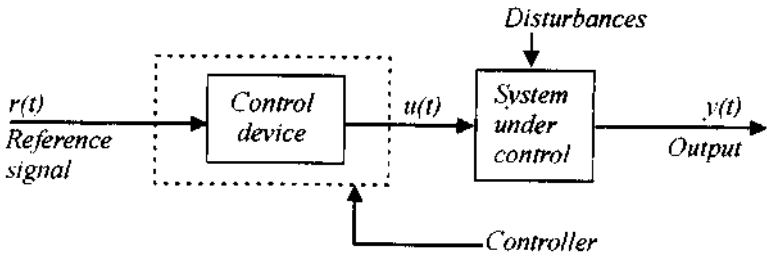 Disturbances
r(t)
Reference
signal
Control
device
u(t)
System
under
control
y(t)
Output
Controller